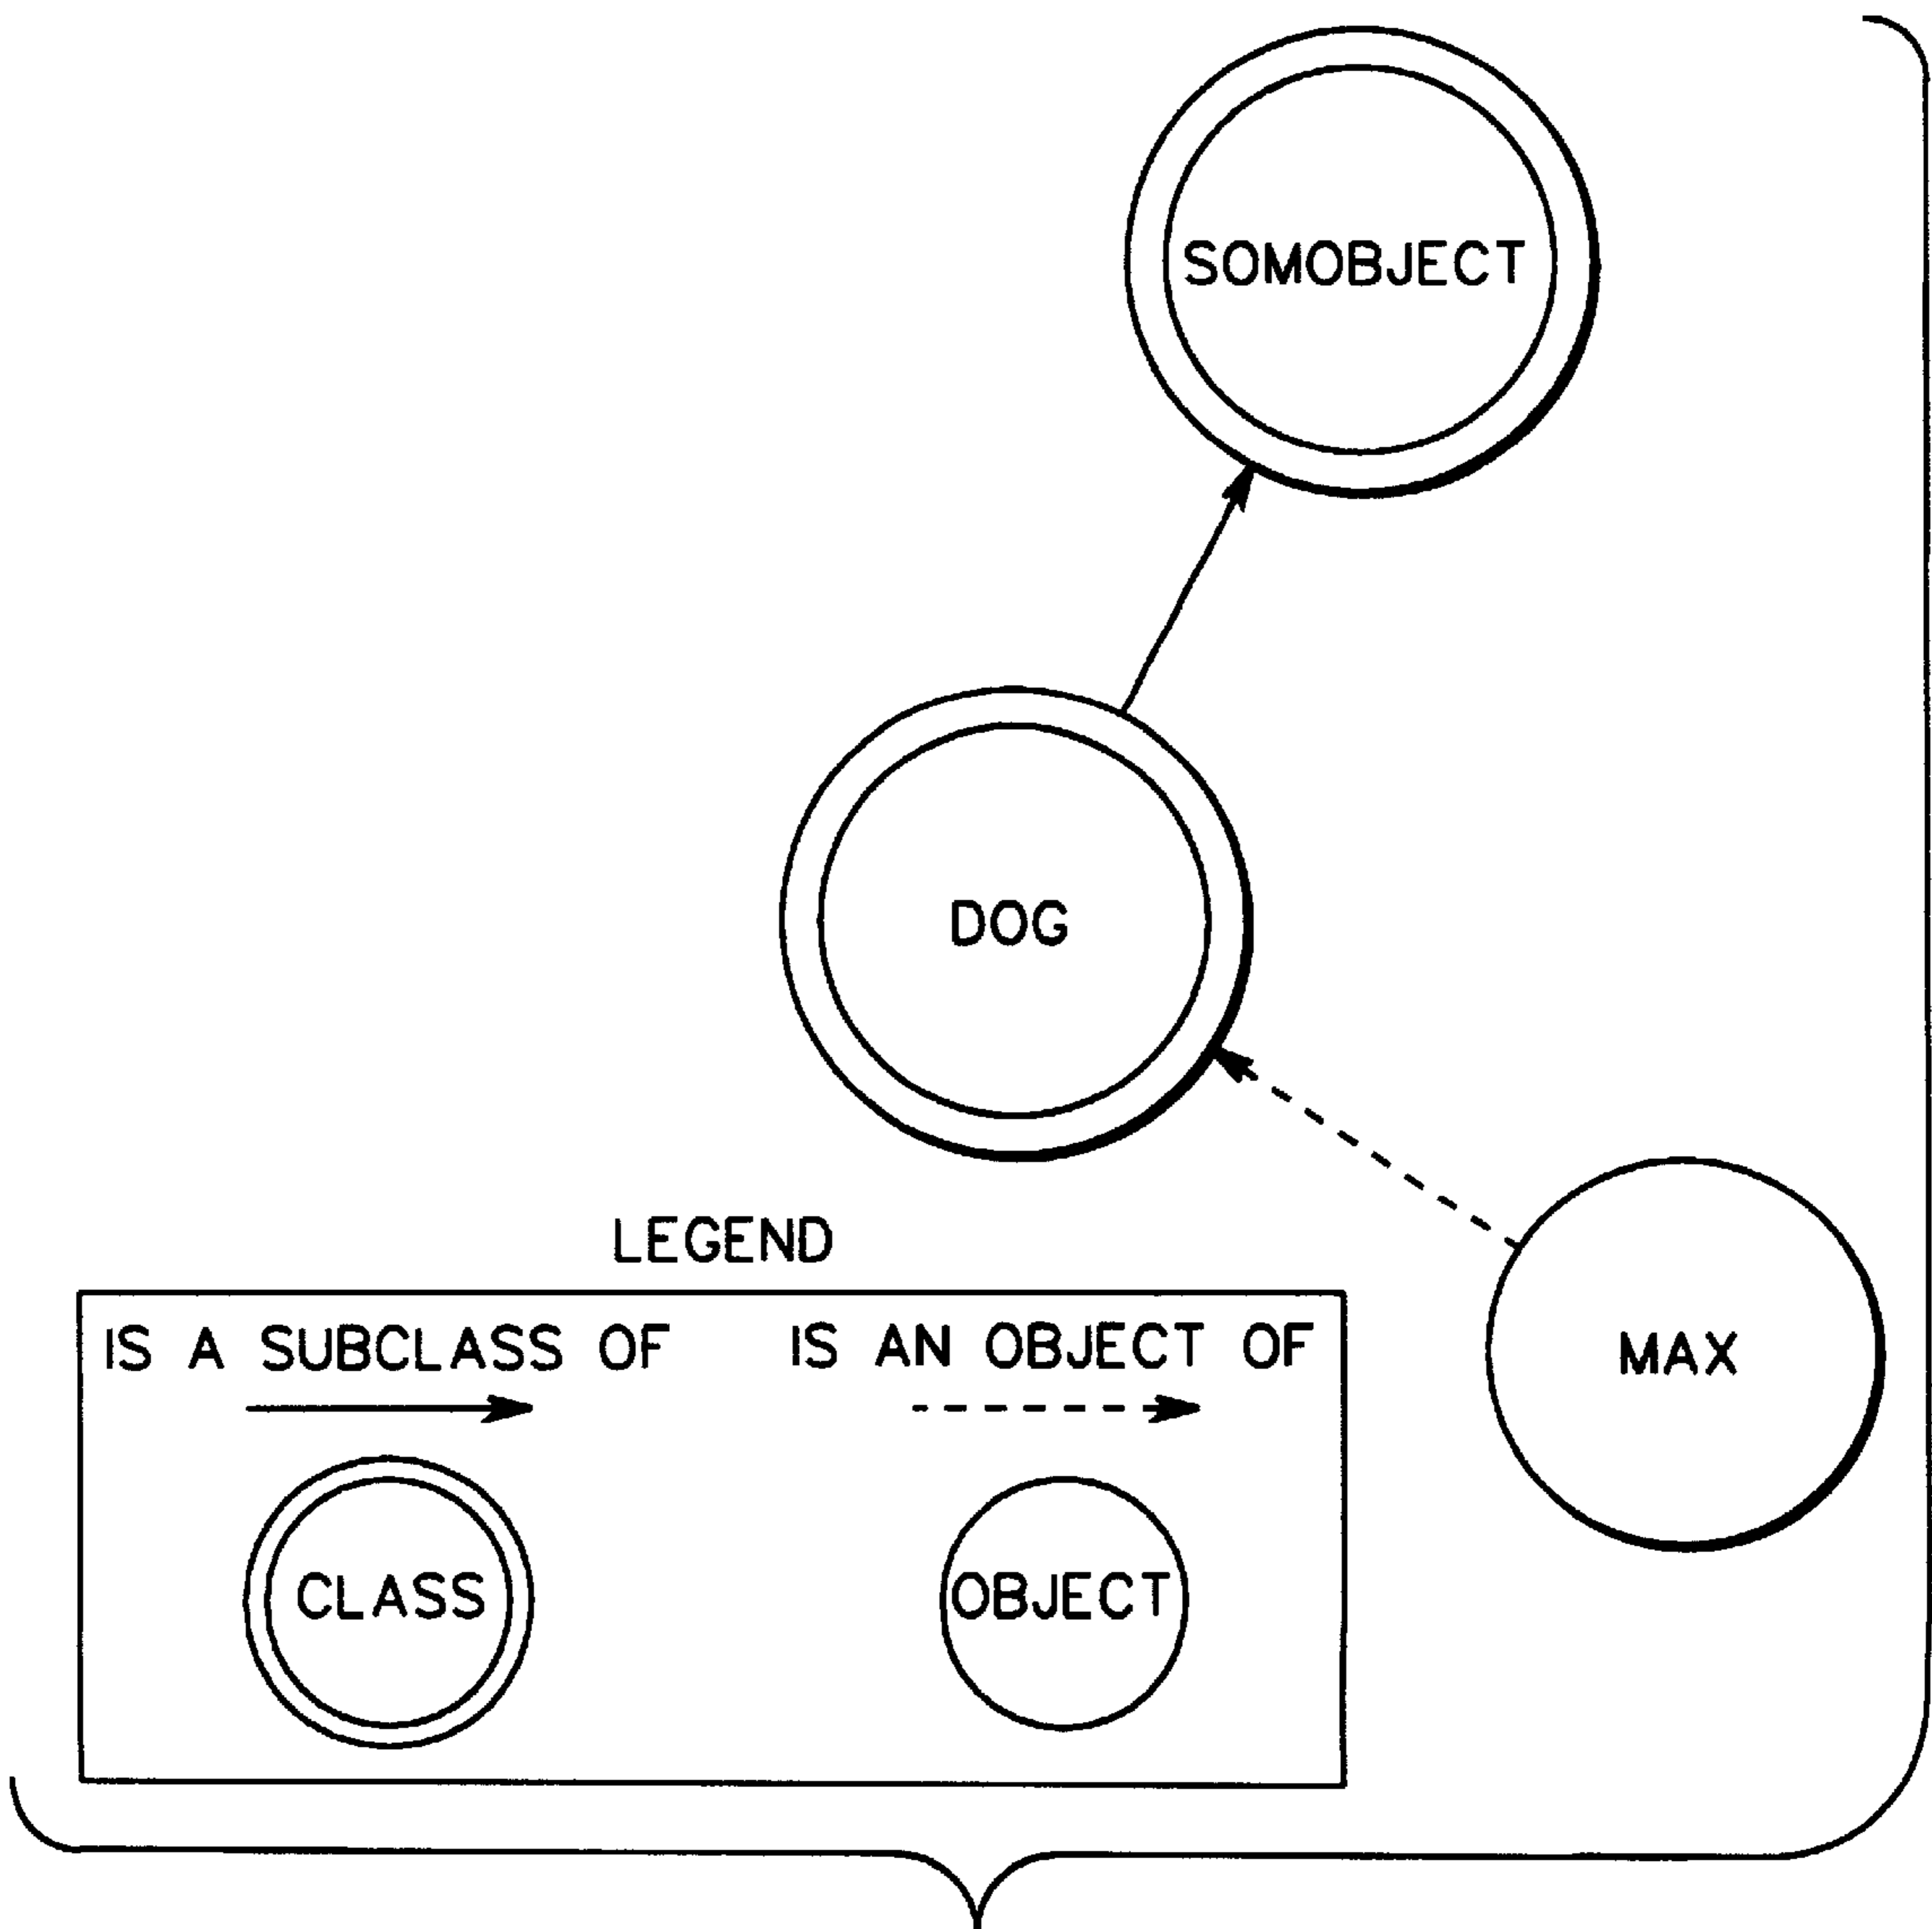 SOMOBJECT
DOG
MAX
LEGEND
IS A SUBCLASS OF
IS AN OBJECT OF
CLASS
OBJECT